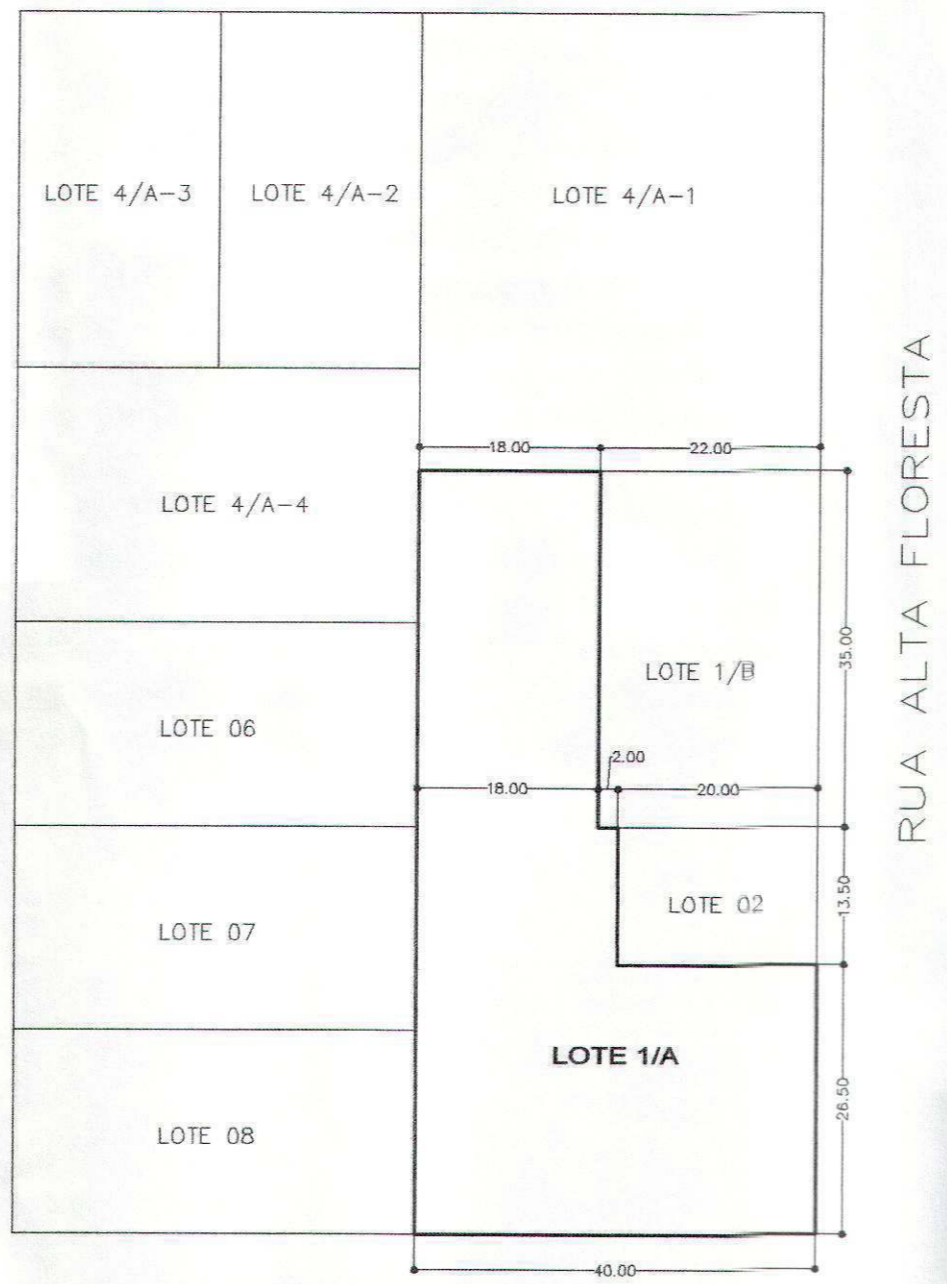 LOTE 4/A-3
LOTE 4/A-2
LOTE 4/A-1
RUA ALTA FLORESTA
18.00
22.00
LOTE 4/A-4
35.00
LOTE 1/B
LOTE 06
2.00
18.00
20.00
13.50
LOTE 02
LOTE 07
LOTE 1/A
26.50
LOTE 08
40.00